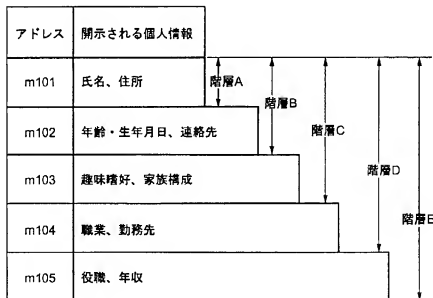 アドレス 開示される個人情報
m101 氏名、住所
階層A
m102 年齢・生年月日、連絡先
階層B
m103 趣味嗜好、家族構成
階層C
m104 職業、勤務先
階層D
m105 役職、年収
階層E